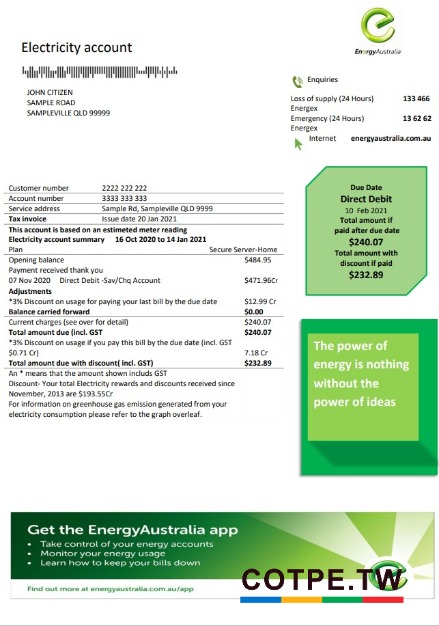 Electricity account
EnergyAustralia
JOHN CITIZEN
SAMPLE ROAD
SAMPLEVILLE QLD 99999
Enquiries
Loss of supply (24 Hours) 133 466
Energex
Emergency (24 Hours) 13 62 62
Energex
Internet energyaustralia.com.au
Customer number 2222 222 222
Account number 3333 333 333
Service address Sample Rd, Sampleville QLD 9999
Tax invoice Issue date 20 Jan 2021
This account is based on an estimeted meter reading
Electricity account summary 16 Oct 2020 to 14 Jan 2021
Plan Secure Server-Home
Opening balance $484.95
Payment received thank you
07 Nov 2020 Direct Debit -Sav/Chq Account $471.96Cr
Adjustments
*3% Discount on usage for paying your last bill by the due date $12.99 Cr
Balance carried forward $0.00
Current charges (see over for detail) $240.07
Total amount due (incl. GST $240.07
*3% Discount on usage if you pay this bill by the due date (incl. GST
$0.71 Cr) 7.18 Cr
Total amount due with discount( incl. GST) $232.89
An * means that the amount shown includs GST
Discount- Your total Electricity rewards and discounts received since
November, 2013 are $193.55Cr
For information on greenhouse gas emission generated from your
electricity consumption please refer to the graph overleaf.
Due Date
Direct Debit
10 Feb 2021
Total amount if
paid after due date
$240.07
Total amount with
discount if paid
$232.89
The power of
energy is nothing
without the
power of ideas
Get the EnergyAustralia app
• Take control of your energy accounts
• Monitor your energy usage
• Learn how to keep your bills down
Find out more at energyaustralia.com.au/app
COTPE.TW